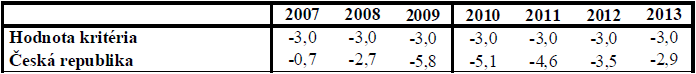 2007 2008 2009 2010 2011 2012 2013
Hodnota kritéria -3,0 -3,0 -3,0 -3,0 -3,0 -3,0 -3,0
Česká republika -0,7 -2,7 -5,8 -5,1 -4,6 -3,5 -2,9